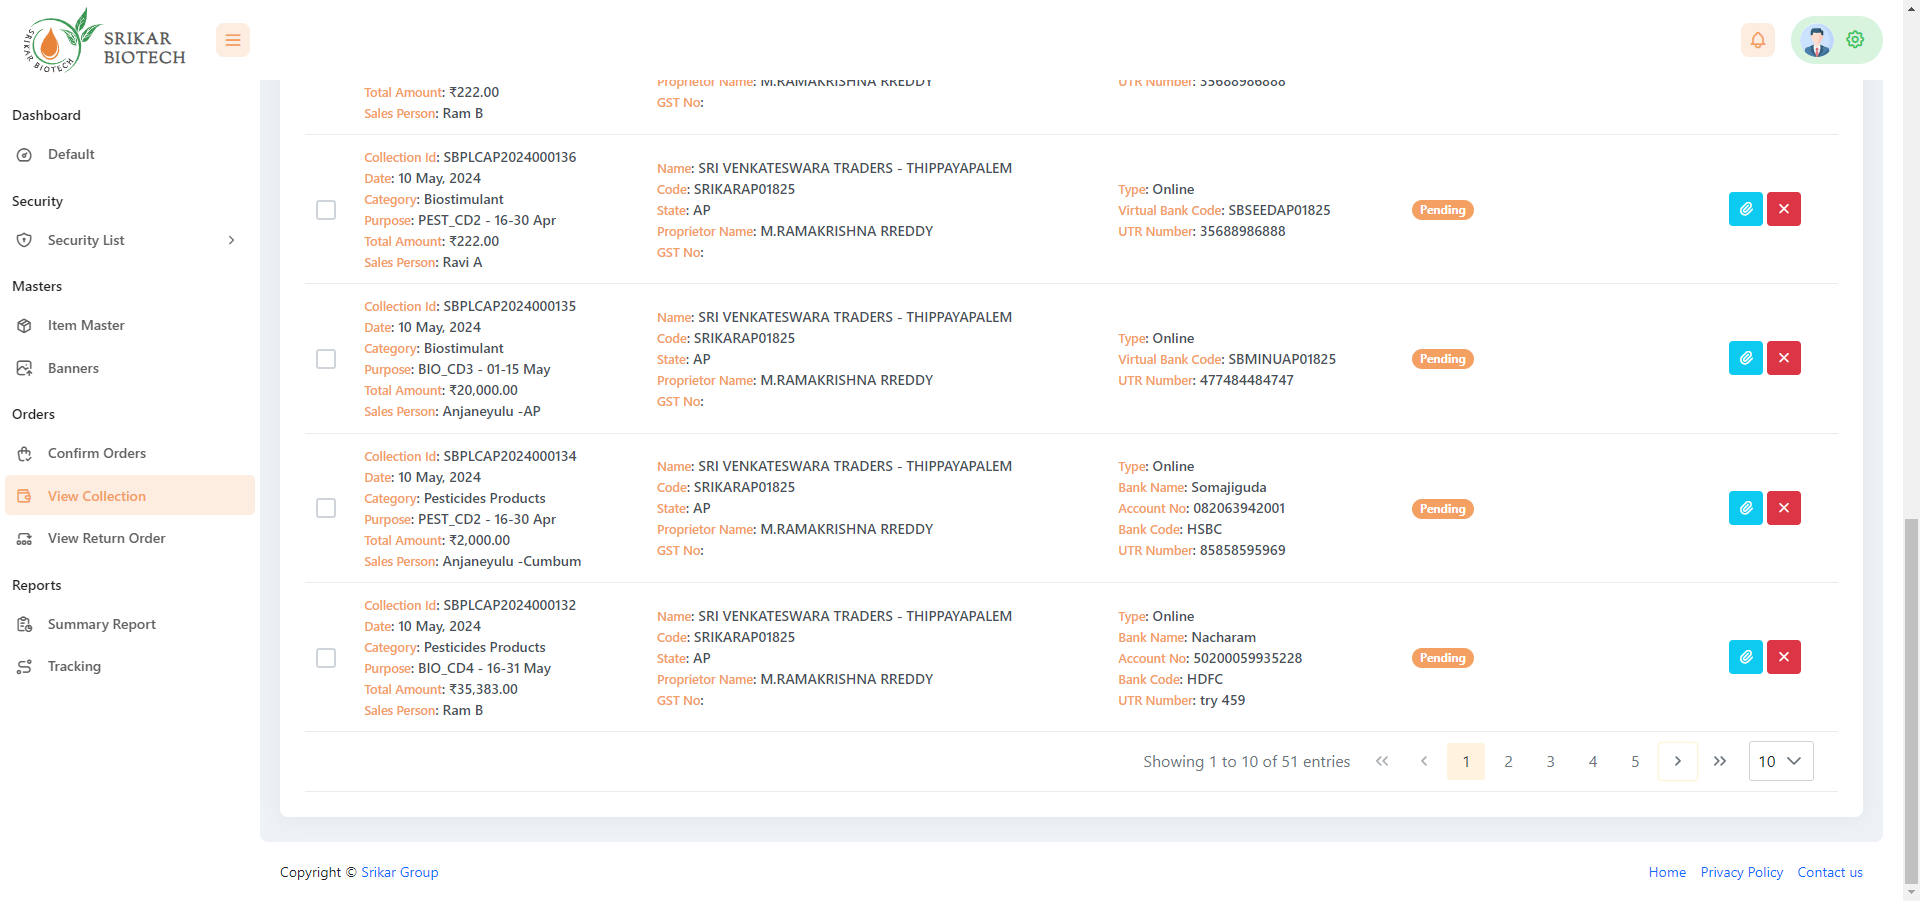 SRIKAR BIOTECH
SRIKAR
BIOTECH
Dashboard
Default
Security
Security List
Masters
Item Master
Banners
Orders
Confirm Orders
View Collection
View Return Order
Reports
Summary Report
Tracking
Total Amount: ₹222.00
Sales Person: Ram B
Proprietor Name: M.RAMAKRISHNA RREDDY
GST No:
UTR Number: 35688986888
Collection Id: SBPLCAP2024000136
Date: 10 May, 2024
Category: Biostimulant
Purpose: PEST_CD2 - 16-30 Apr
Total Amount: ₹222.00
Sales Person: Ravi A
Name: SRI VENKATESWARA TRADERS - THIPPAYAPALEM
Code: SRIKARAP01825
State: AP
Proprietor Name: M.RAMAKRISHNA RREDDY
GST No:
Type: Online
Virtual Bank Code: SBSEEDAP01825
UTR Number: 35688986888
Pending
Collection Id: SBPLCAP2024000135
Date: 10 May, 2024
Category: Biostimulant
Purpose: BIO_CD3 - 01-15 May
Total Amount: ₹20,000.00
Sales Person: Anjaneyulu -AP
Name: SRI VENKATESWARA TRADERS - THIPPAYAPALEM
Code: SRIKARAP01825
State: AP
Proprietor Name: M.RAMAKRISHNA RREDDY
GST No:
Type: Online
Virtual Bank Code: SBMINUAP01825
UTR Number: 477484484747
Pending
Collection Id: SBPLCAP2024000134
Date: 10 May, 2024
Category: Pesticides Products
Purpose: PEST_CD2 - 16-30 Apr
Total Amount: ₹2,000.00
Sales Person: Anjaneyulu -Cumbum
Name: SRI VENKATESWARA TRADERS - THIPPAYAPALEM
Code: SRIKARAP01825
State: AP
Proprietor Name: M.RAMAKRISHNA RREDDY
GST No:
Type: Online
Bank Name: Somajiguda
Account No: 082063942001
Bank Code: HSBC
UTR Number: 85858595969
Pending
Collection Id: SBPLCAP2024000132
Date: 10 May, 2024
Category: Pesticides Products
Purpose: BIO_CD4 - 16-31 May
Total Amount: ₹35,383.00
Sales Person: Ram B
Name: SRI VENKATESWARA TRADERS - THIPPAYAPALEM
Code: SRIKARAP01825
State: AP
Proprietor Name: M.RAMAKRISHNA RREDDY
GST No:
Type: Online
Bank Name: Nacharam
Account No: 50200059935228
Bank Code: HDFC
UTR Number: try 459
Pending
Showing 1 to 10 of 51 entries « ‹ 1 2 3 4 5 › » 10
Copyright © Srikar Group
Home Privacy Policy Contact us